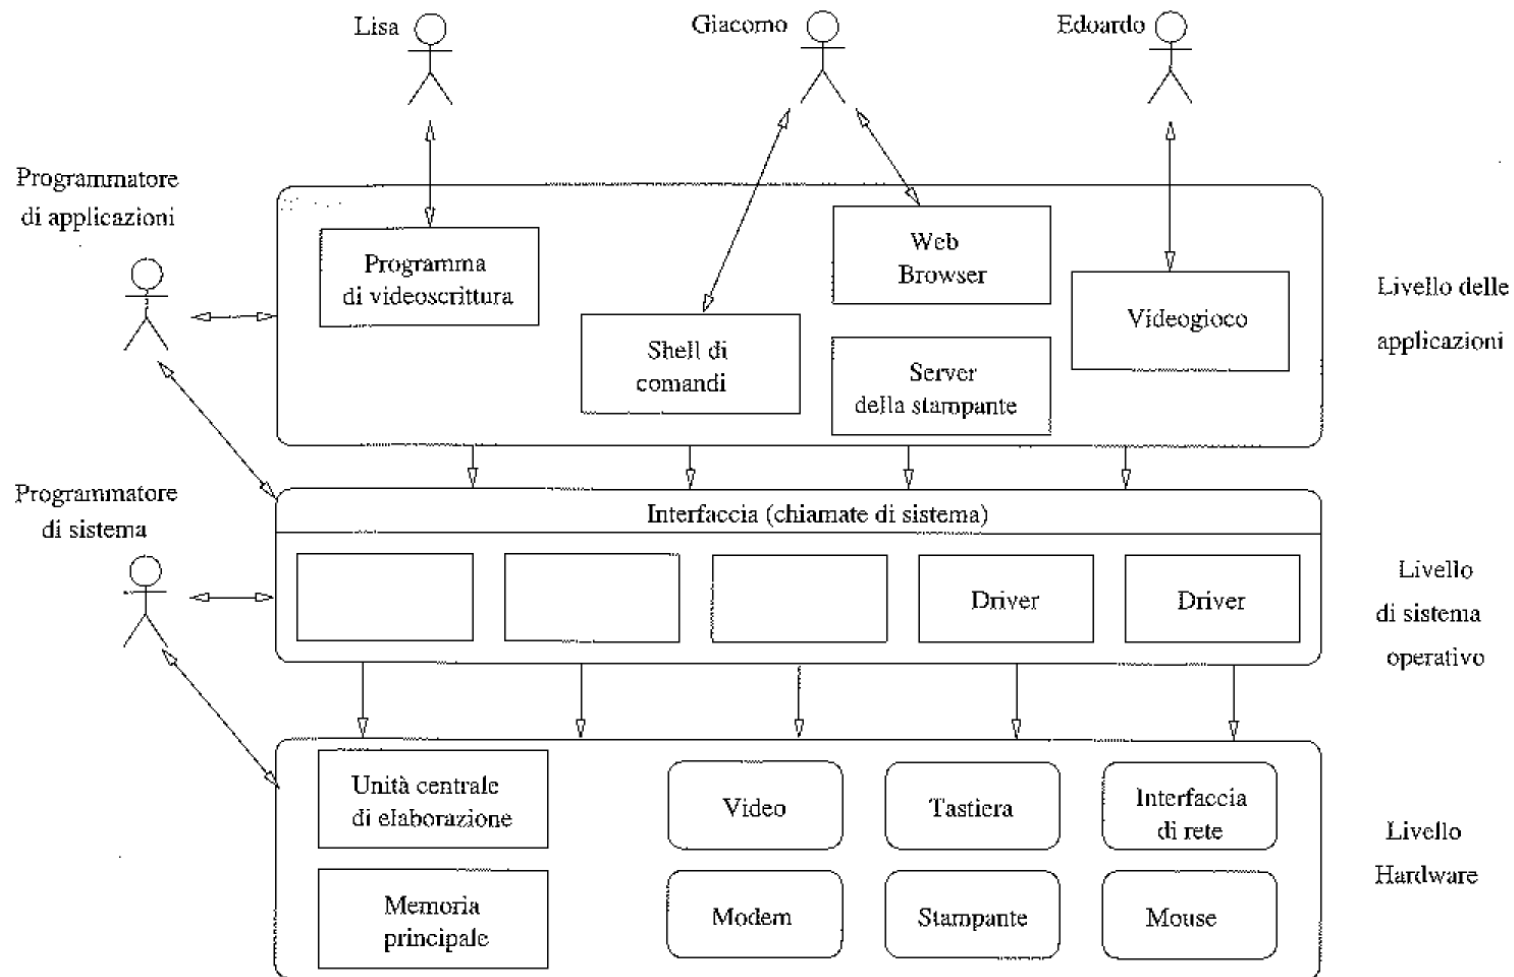 Lisa
Giacomo
Edoardo
Programmatore
di applicazioni
Programma
di videoscrittura
Shell di
comandi
Web
Browser
Server
della stampante
Videogioco
Livello delle
applicazioni
Programmatore
di sistema
Interfaccia (chiamate di sistema)
Driver
Driver
Livello
di sistema
operativo
Unità centrale
di elaborazione
Memoria
principale
Video
Tastiera
Interfaccia
di rete
Modem
Stampante
Mouse
Livello
Hardware